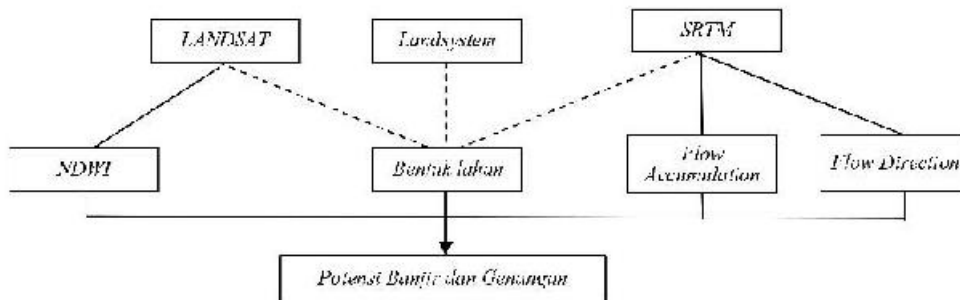 LANDSAT
Landsystem
SRTM
NDWI
Bentuk lahan
Flow
Accumulation
Flow Direction
Potensi Banjir dan Genangan